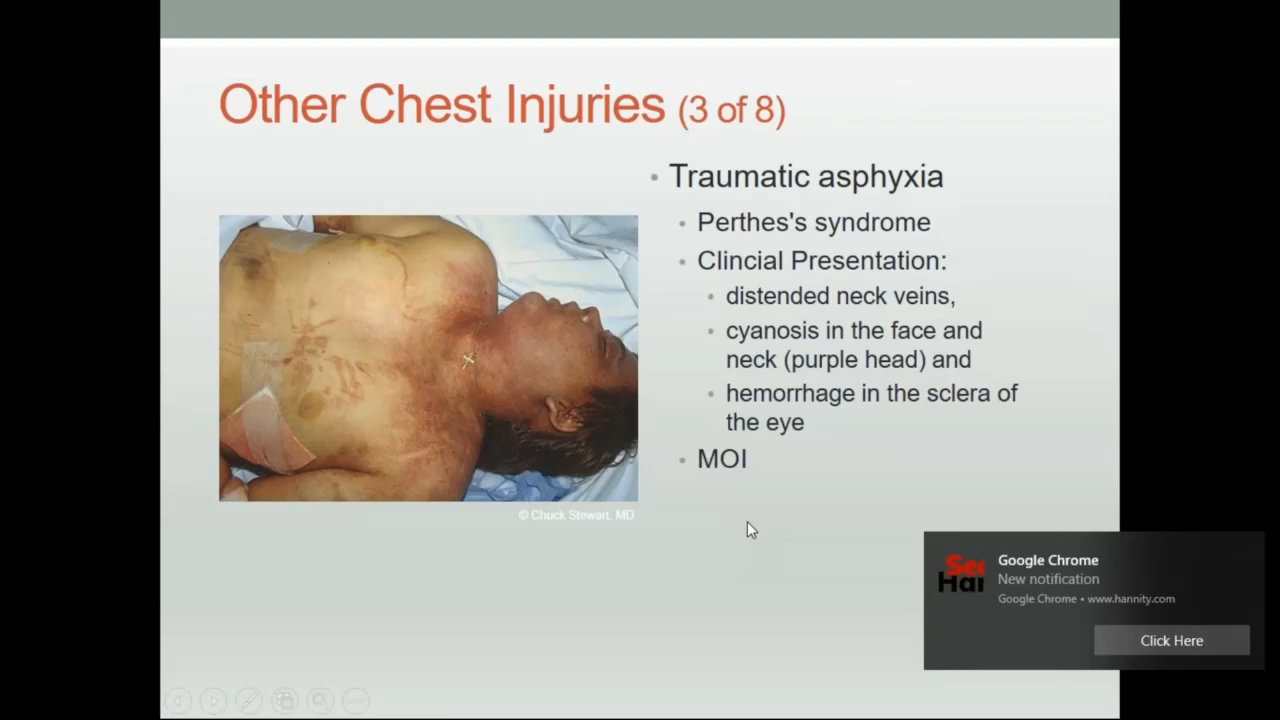 Other Chest Injuries (3 of 8)
• Traumatic asphyxia
• Perthes's syndrome
• Clincial Presentation:
• distended neck veins,
• cyanosis in the face and
neck (purple head) and
• hemorrhage in the sclera of
the eye
• MOI
© Chuck Stewart, MD.
Google Chrome
New notification
Google Chrome • www.hannity.com
Click Here